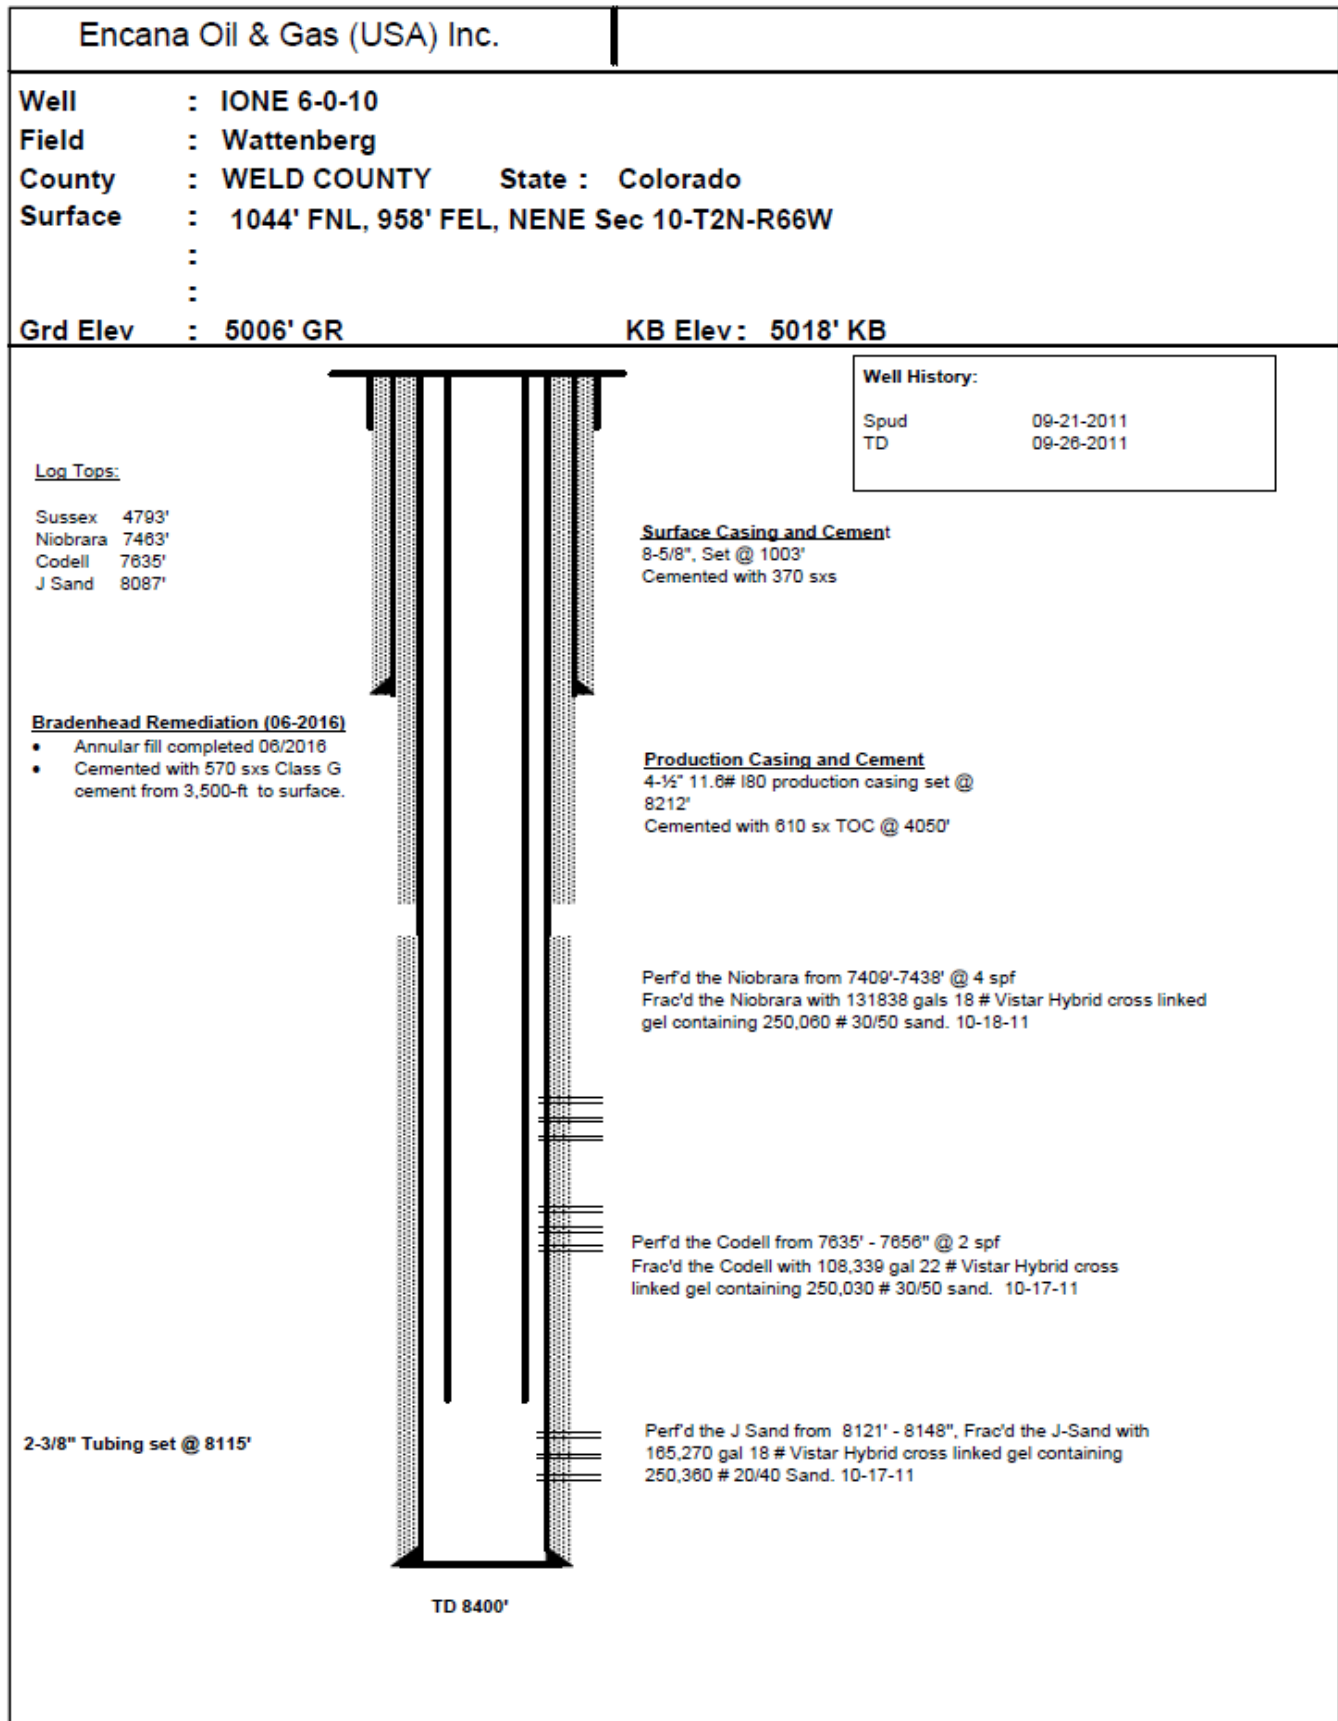 Encana Oil & Gas (USA) Inc.
Well : IONE 6-0-10
Field : Wattenberg
County : WELD COUNTY State : Colorado
Surface : 1044' FNL, 958' FEL, NENE Sec 10-T2N-R66W
:
:
Grd Elev : 5006' GR KB Elev : 5018' KB
Well History:
Spud 09-21-2011
TD 09-26-2011
Log Tops:
Sussex 4793'
Niobrara 7463'
Codell 7635'
J Sand 8087'
Surface Casing and Cement
8-5/8", Set @ 1003'
Cemented with 370 sxs
Bradenhead Remediation (06-2016)
• Annular fill completed 06/2016
• Cemented with 570 sxs Class G
cement from 3,500-ft to surface.
Production Casing and Cement
4-½" 11.6# I80 production casing set @
8212'
Cemented with 610 sx TOC @ 4050'
Perf'd the Niobrara from 7409'-7438' @ 4 spf
Frac'd the Niobrara with 131838 gals 18 # Vistar Hybrid cross linked
gel containing 250,060 # 30/50 sand. 10-18-11
Perf'd the Codell from 7635' - 7656" @ 2 spf
Frac'd the Codell with 108,339 gal 22 # Vistar Hybrid cross
linked gel containing 250,030 # 30/50 sand. 10-17-11
2-3/8" Tubing set @ 8115'
Perf'd the J Sand from 8121' - 8148", Frac'd the J-Sand with
165,270 gal 18 # Vistar Hybrid cross linked gel containing
250,360 # 20/40 Sand. 10-17-11
TD 8400'